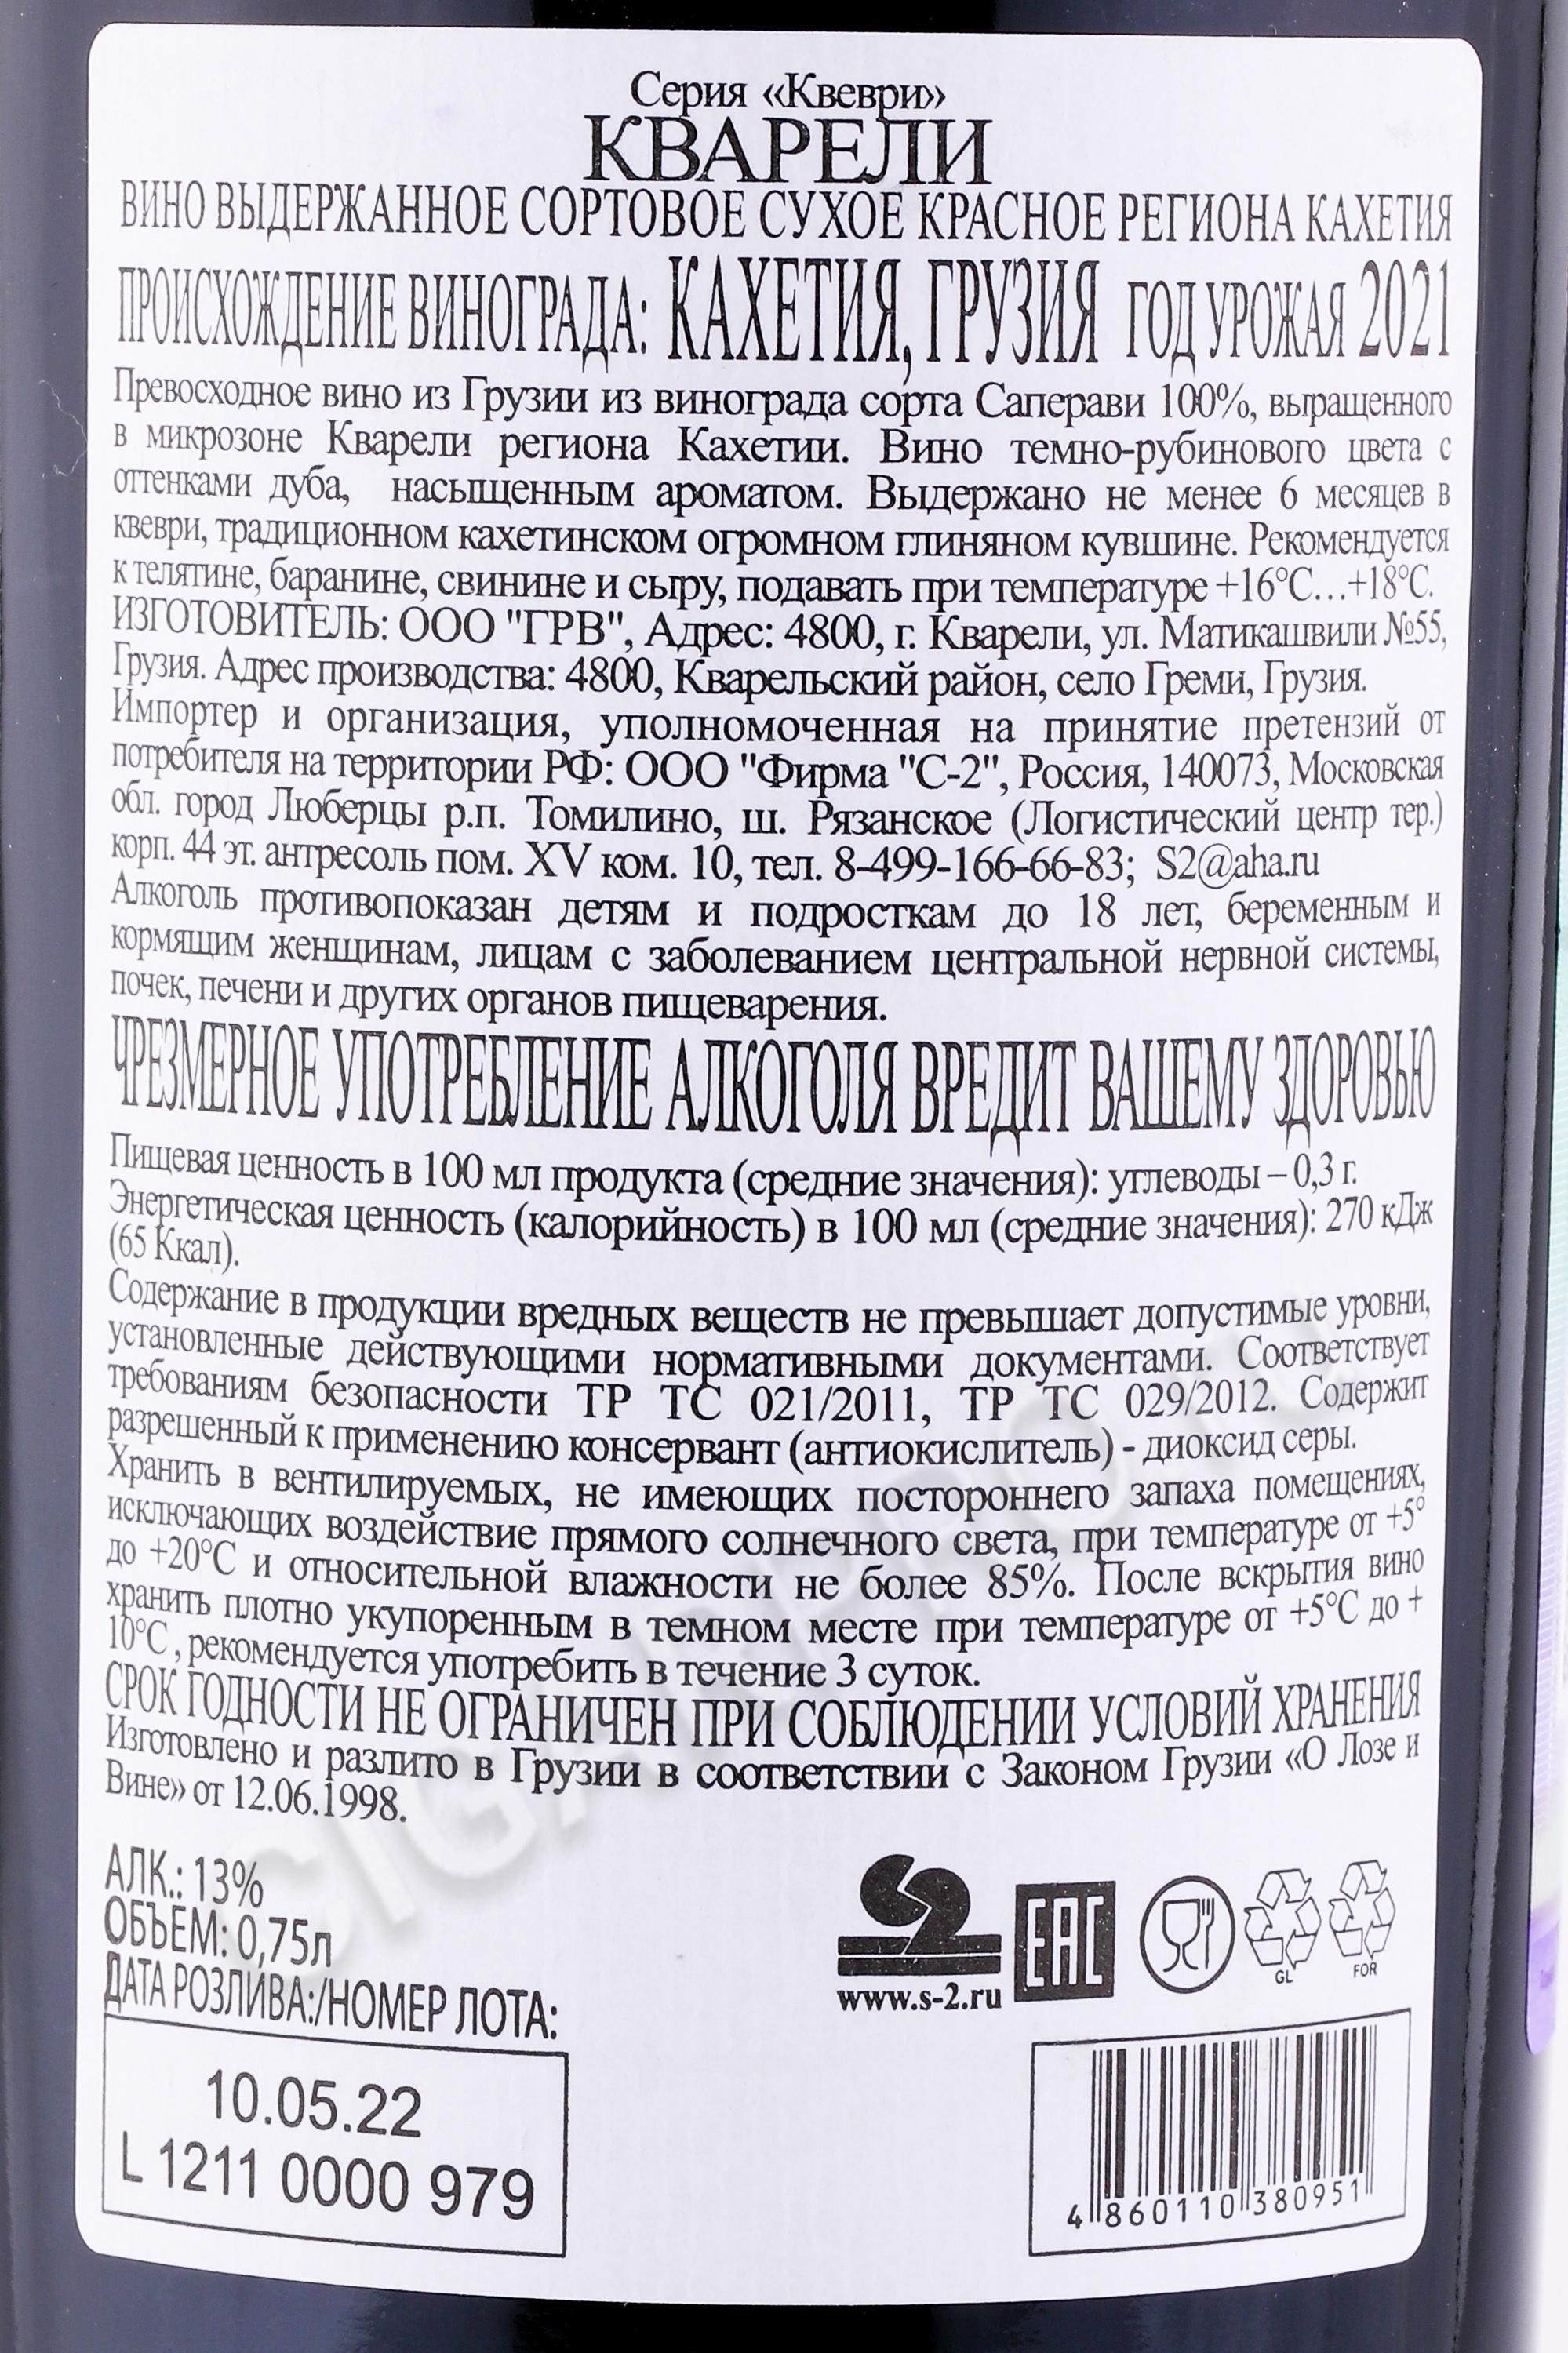 Серия «Квеври»
КВАРЕЛИ
ВИНО ВЫДЕРЖАННОЕ СОРТОВОЕ СУХОЕ КРАСНОЕ РЕГИОНА КАХЕТИЯ
ПРОИСХОЖДЕНИЕ ВИНОГРАДА: КАХЕТИЯ, ГРУЗИЯ ГОД УРОЖАЯ 2021
Превосходное вино из Грузии из винограда сорта Саперави 100%, выращенного
в микрозоне Кварели региона Кахетии. Вино темно-рубинового цвета с
оттенками дуба, насыщенным ароматом. Выдержано не менее 6 месяцев в
квеври, традиционном кахетинском огромном глиняном кувшине. Рекомендуется
к телятине, баранине, свинине и сыру, подавать при температуре +16°C…+18°C.
ИЗГОТОВИТЕЛЬ: ООО "ГРВ", Адрес: 4800, г. Кварели, ул. Матикашвили №55,
Грузия. Адрес производства: 4800, Кварельский район, село Греми, Грузия.
Импортер и организация, уполномоченная на принятие претензий от
потребителя на территории РФ: ООО "Фирма "С-2", Россия, 140073, Московская
обл. город Люберцы р.п. Томилино, ш. Рязанское (Логистический центр тер.)
корп. 44 эт. антресоль пом. XV ком. 10, тел. 8-499-166-66-83; S2@aha.ru
Алкоголь противопоказан детям и подросткам до 18 лет, беременным и
кормящим женщинам, лицам с заболеванием центральной нервной системы,
почек, печени и других органов пищеварения.
ЧРЕЗМЕРНОЕ УПОТРЕБЛЕНИЕ АЛКОГОЛЯ ВРЕДИТ ВАШЕМУ ЗДОРОВЬЮ
Пищевая ценность в 100 мл продукта (средние значения): углеводы – 0,3 г.
Энергетическая ценность (калорийность) в 100 мл (средние значения): 270 кДж
(65 Ккал).
Содержание в продукции вредных веществ не превышает допустимые уровни,
установленные действующими нормативными документами. Соответствует
требованиям безопасности ТР ТС 021/2011, ТР ТС 029/2012. Содержит
разрешенный к применению консервант (антиокислитель) - диоксид серы.
Хранить в вентилируемых, не имеющих постороннего запаха помещениях,
исключающих воздействие прямого солнечного света, при температуре от +5°
до +20°C и относительной влажности не более 85%. После вскрытия вино
хранить плотно укупоренным в темном месте при температуре от +5°C до +
10°C , рекомендуется употребить в течение 3 суток.
СРОК ГОДНОСТИ НЕ ОГРАНИЧЕН ПРИ СОБЛЮДЕНИИ УСЛОВИЙ ХРАНЕНИЯ
Изготовлено и разлито в Грузии в соответствии с Законом Грузии «О Лозе и
Вине» от 12.06.1998.
АЛК.: 13%
ОБЪЕМ: 0,75л
ДАТА РОЗЛИВА:/НОМЕР ЛОТА:
10.05.22
L 1211 0000 979
www.s-2.ru
EAC
GL
FOR
4 860110 380951